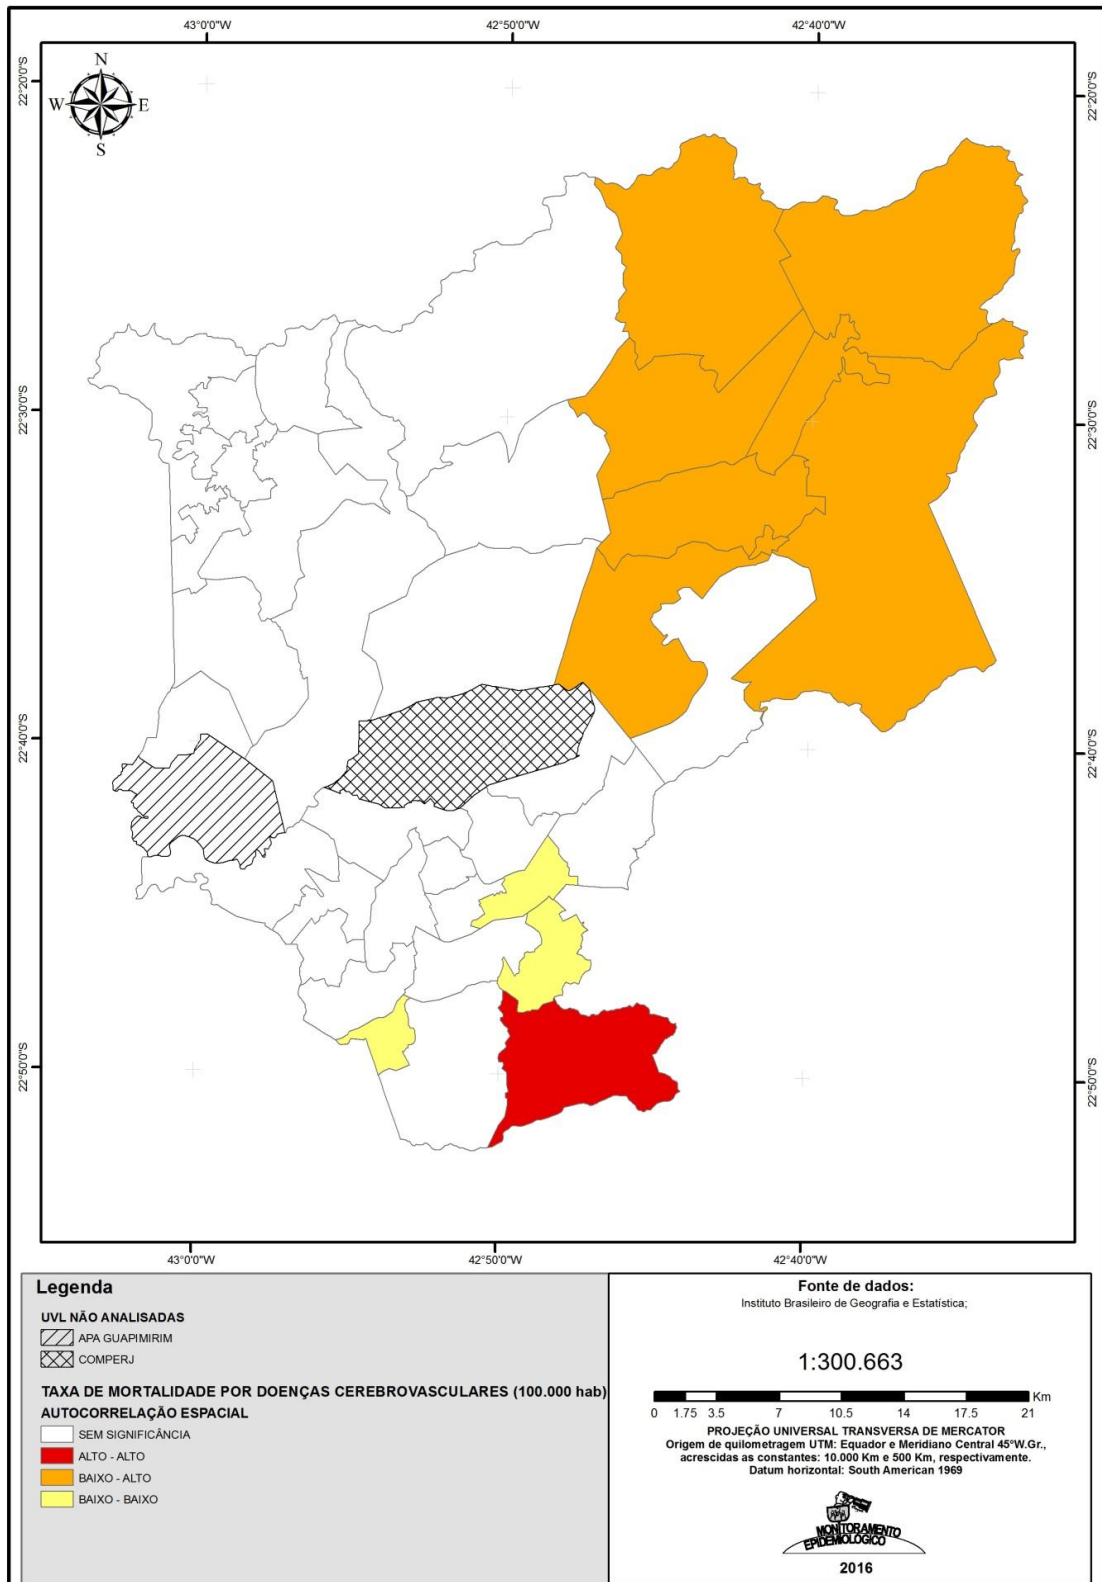 43°0'0"W 42°50'0"W 42°40'0"W
N
W E
S
22°20'0"S 22°20'0"S
22°30'0"S 22°30'0"S
22°40'0"S 22°40'0"S
22°50'0"S 22°50'0"S
43°0'0"W 42°50'0"W 42°40'0"W
Legenda
UVL NÃO ANALISADAS
APA GUAPIMIRIM
COMPERJ
TAXA DE MORTALIDADE POR DOENÇAS CEREBROVASCULARES (100.000 hab)
AUTOCORRELAÇÃO ESPACIAL
SEM SIGNIFICÂNCIA
ALTO - ALTO
BAIXO - ALTO
BAIXO - BAIXO
Fonte de dados:
Instituto Brasileiro de Geografia e Estatística;
1:300.663
Km
0 1.75 3.5 7 10.5 14 17.5 21
PROJEÇÃO UNIVERSAL TRANSVERSA DE MERCATOR
Origem de quilometragem UTM: Equador e Meridiano Central 45°W.Gr.,
acrescidas as constantes: 10.000 Km e 500 Km, respectivamente.
Datum horizontal: South American 1969
MONITORAMENTO
EPIDEMIOLÓGICO
2016